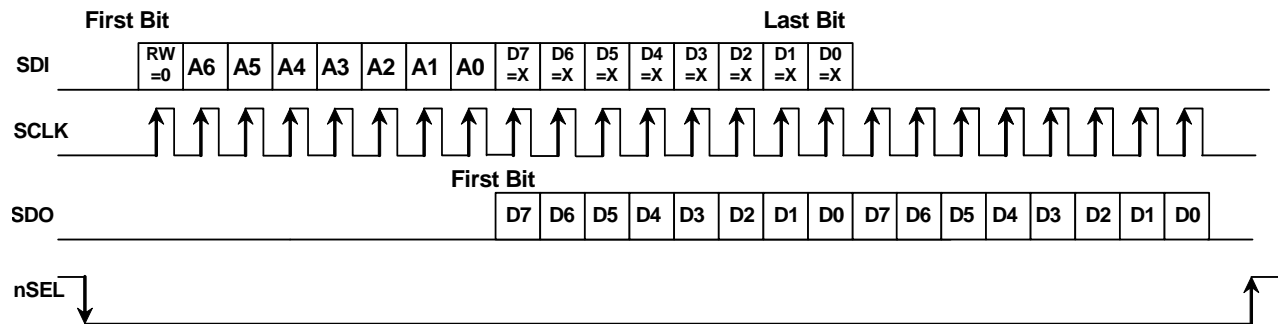 First Bit Last Bit
SDI RW =0 A6 A5 A4 A3 A2 A1 A0 D7 =X D6 =X D5 =X D4 =X D3 =X D2 =X D1 =X D0 =X
SCLK
First Bit
SDO D7 D6 D5 D4 D3 D2 D1 D0 D7 D6 D5 D4 D3 D2 D1 D0
nSEL